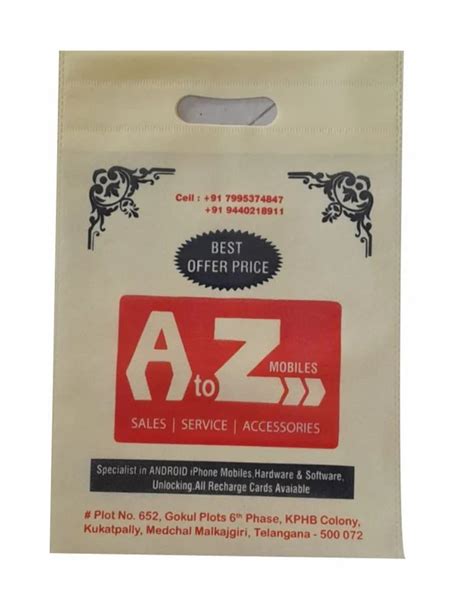 Cell : +91 7995374847
+91 9440218911
BEST
OFFER PRICE
A to Z MOBILES
SALES | SERVICE | ACCESSORIES
Specialist in ANDROID iPhone Mobiles,Hardware & Software,
Unlocking.All Recharge Cards Avaiable
# Plot No. 652, Gokul Plots 6th Phase, KPHB Colony,
Kukatpally, Medchal Malkajgiri, Telangana - 500 072